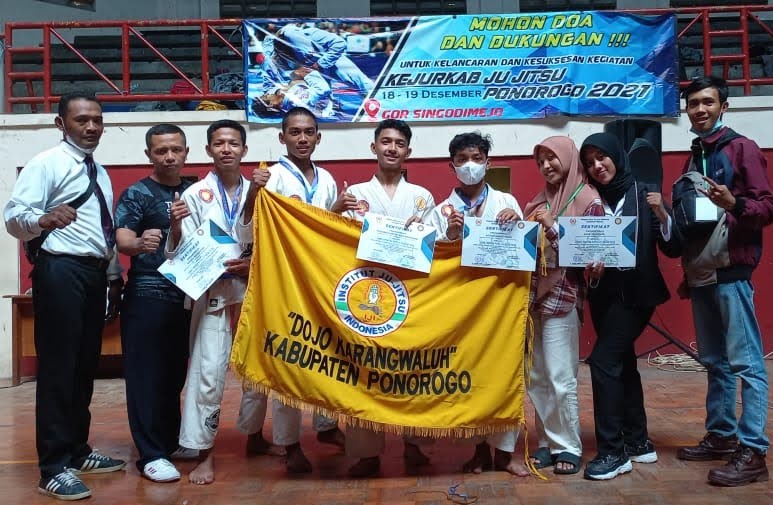 MOHON DOA
DAN DUKUNGAN !!!
UNTUK KELANCARAN DAN KESUKSESAN KEGIATAN
KEJURKAB JU JITSU
18 - 19 DESEMBER PONOROGO 2021
GOR SINGODIMEJO
SERTIFIKAT
SERTIFIKAT
SERTIFIKAT
SERTIFIKAT
INSTITUT JU-JITSU
INDONESIA
"DOJO KARANGWALUH"
KABUPATEN PONOROGO